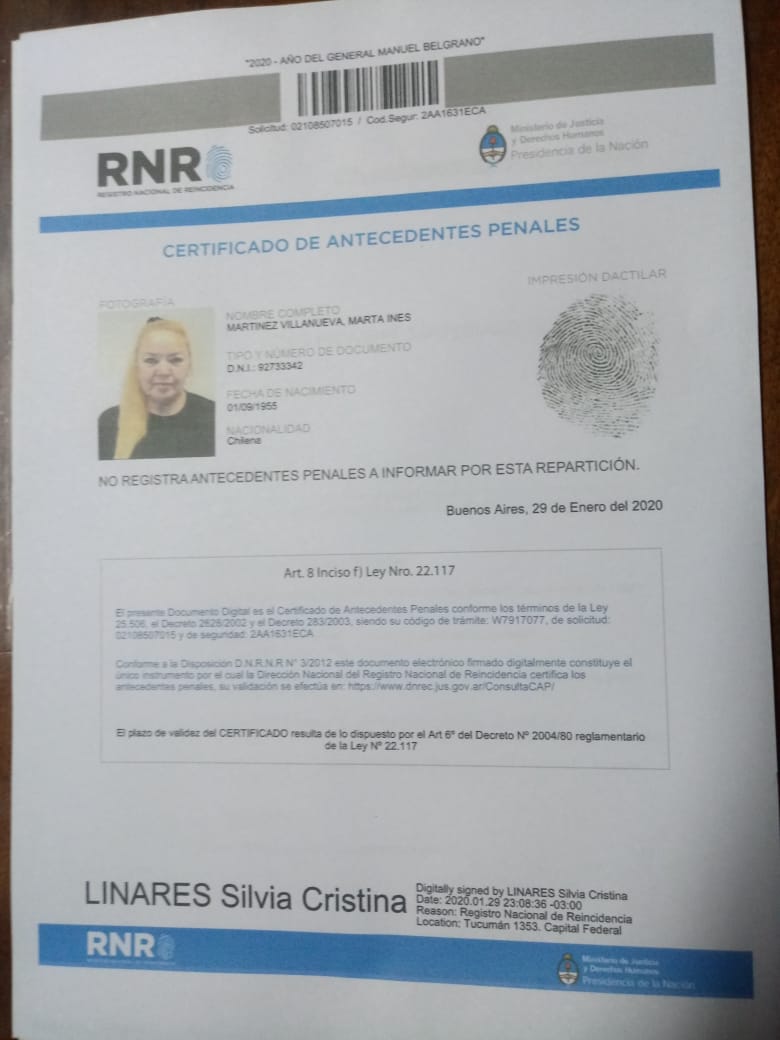 "2020 - AÑO DEL GENERAL MANUEL BELGRANO"
Solicitud: 02108507015 / Cod.Segur: 2AA1631ECA
RNR
REGISTRO NACIONAL DE REINCIDENCIA
Ministerio de Justicia
y Derechos Humanos
Presidencia de la Nación
CERTIFICADO DE ANTECEDENTES PENALES
FOTOGRAFÍA
IMPRESIÓN DACTILAR
NOMBRE COMPLETO
MARTINEZ VILLANUEVA, MARTA INES
TIPO Y NÚMERO DE DOCUMENTO
D.N.I.: 92733342
FECHA DE NACIMIENTO
01/09/1955
NACIONALIDAD
Chilena
NO REGISTRA ANTECEDENTES PENALES A INFORMAR POR ESTA REPARTICIÓN.
Buenos Aires, 29 de Enero del 2020
Art. 8 Inciso f) Ley Nro. 22.117
El presente Documento Digital es el Certificado de Antecedentes Penales conforme los términos de la Ley
25.506, el Decreto 2628/2002 y el Decreto 283/2003, siendo su código de trámite: W7917077, de solicitud:
02108507015 y de seguridad: 2AA1631ECA
Conforme a la Disposición D.N.R.N.R N° 3/2012 este documento electrónico firmado digitalmente constituye el
único instrumento por el cual la Dirección Nacional del Registro Nacional de Reincidencia certifica los
antecedentes penales, su validación se efectúa en: https://www.dnrec.jus.gov.ar/ConsultaCAP/
El plazo de validez del CERTIFICADO resulta de lo dispuesto por el Art 6° del Decreto Nº 2004/80 reglamentario
de la Ley Nº 22.117
LINARES Silvia Cristina
Digitally signed by LINARES Silvia Cristina
Date: 2020.01.29 23:08:36 -03:00
Reason: Registro Nacional de Reincidencia
Location: Tucumán 1353. Capital Federal
RNR
REGISTRO NACIONAL DE REINCIDENCIA
Ministerio de Justicia
y Derechos Humanos
Presidencia de la Nación